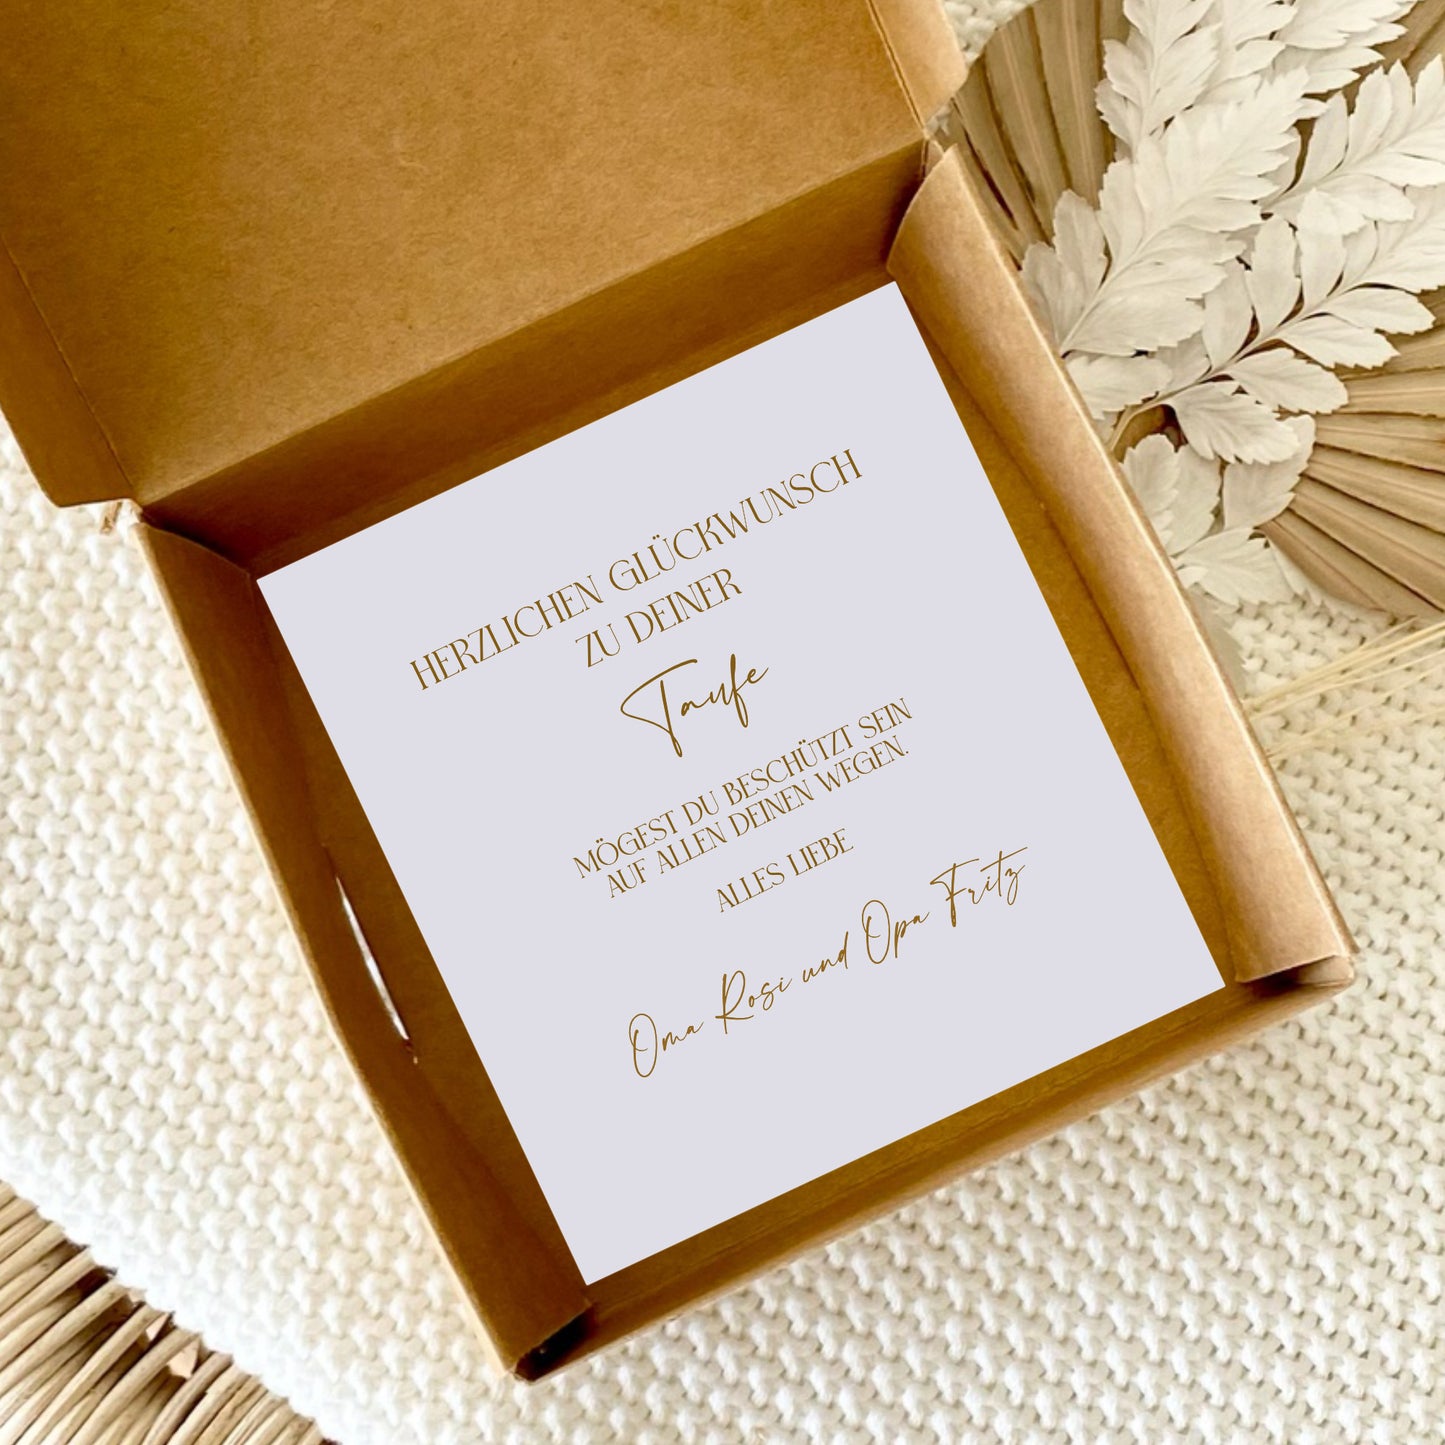 HERZLICHEN GLÜCKWUNSCH
ZU DEINER
Taufe
MÖGEST DU BESCHÜTZT SEIN
AUF ALLEN DEINEN WEGEN.
ALLES LIEBE
Oma Rosi und Opa Fritz